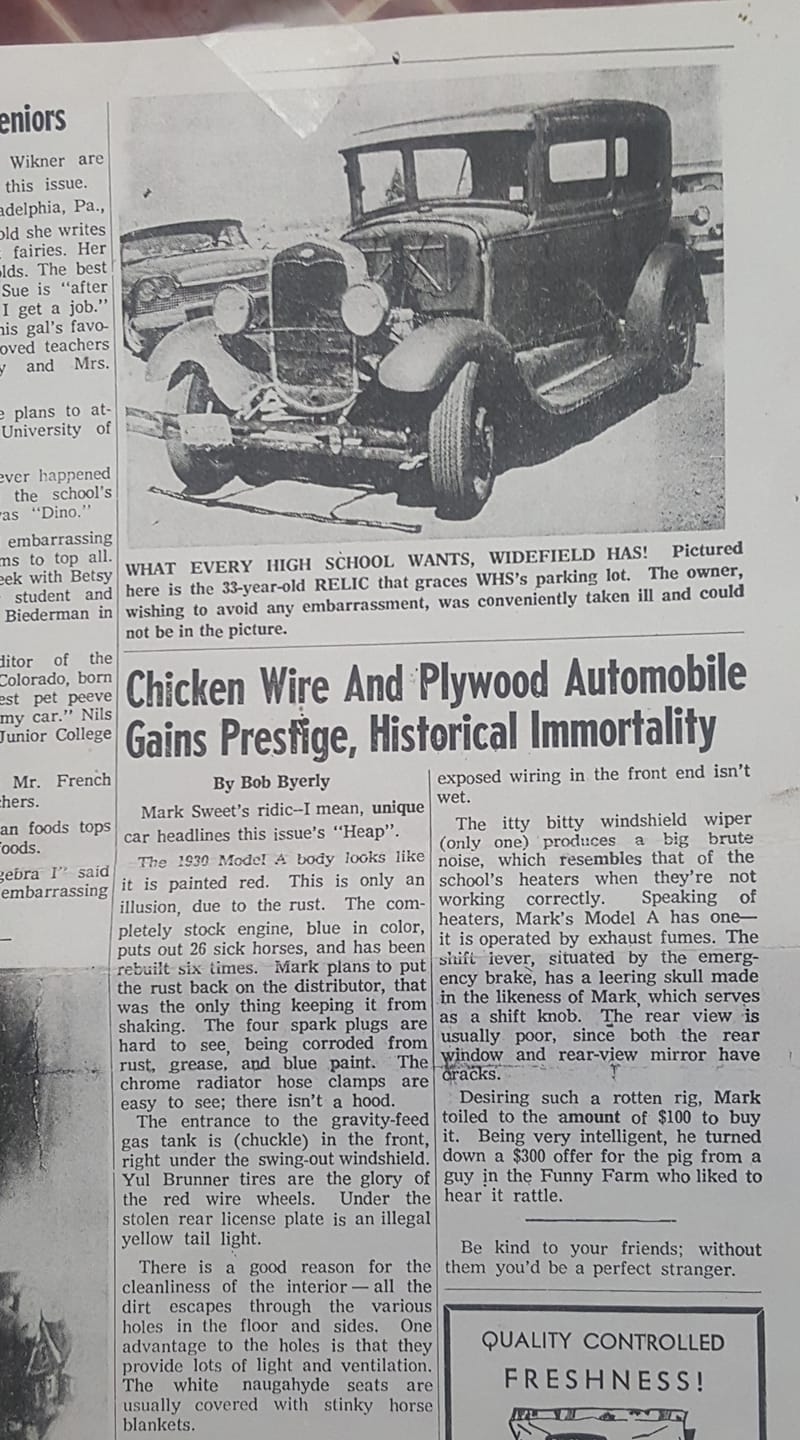 eniors
Wikner are
this issue.
adelphia, Pa.,
old she writes
fairies. Her
olds. The best
Sue is "after
I get a job."
his gal's favo-
oved teachers
y and Mrs.
e plans to at-
University of
ever happened
the school's
as "Dino."
embarrassing
ms to top all.
eek with Betsy
student and
Biederman in
ditor of the
Colorado, born
est pet peeve
my car." Nils
Junior College
Mr. French
chers.
an foods tops
oods.
gebra I" said
embarrassing
WHAT EVERY HIGH SCHOOL WANTS, WIDEFIELD HAS! Pictured
here is the 33-year-old RELIC that graces WHS's parking lot. The owner,
wishing to avoid any embarrassment, was conveniently taken ill and could
not be in the picture.
Chicken Wire And Plywood Automobile
Gains Prestige, Historical Immortality
By Bob Byerly
Mark Sweet's ridic--I mean, unique
car headlines this issue's "Heap".
The 1930 Model A body looks like
it is painted red. This is only an
illusion, due to the rust. The com-
pletely stock engine, blue in color,
puts out 26 sick horses, and has been
rebuilt six times. Mark plans to put
the rust back on the distributor, that
was the only thing keeping it from
shaking. The four spark plugs are
hard to see, being corroded from
rust, grease, and blue paint. The
chrome radiator hose clamps are
easy to see; there isn't a hood.
The entrance to the gravity-feed
gas tank is (chuckle) in the front,
right under the swing-out windshield.
Yul Brunner tires are the glory of
the red wire wheels. Under the
stolen rear license plate is an illegal
yellow tail light.
There is a good reason for the
cleanliness of the interior — all the
dirt escapes through the various
holes in the floor and sides. One
advantage to the holes is that they
provide lots of light and ventilation.
The white naugahyde seats are
usually covered with stinky horse
blankets.
exposed wiring in the front end isn't
wet.
The itty bitty windshield wiper
(only one) produces a big brute
noise, which resembles that of the
school's heaters when they're not
working correctly. Speaking of
heaters, Mark's Model A has one—
it is operated by exhaust fumes. The
shift lever, situated by the emerg-
ency brake, has a leering skull made
in the likeness of Mark, which serves
as a shift knob. The rear view is
usually poor, since both the rear
window and rear-view mirror have
cracks.
Desiring such a rotten rig, Mark
toiled to the amount of $100 to buy
it. Being very intelligent, he turned
down a $300 offer for the pig from a
guy in the Funny Farm who liked to
hear it rattle.
Be kind to your friends; without
them you'd be a perfect stranger.
QUALITY CONTROLLED
FRESHNESS!